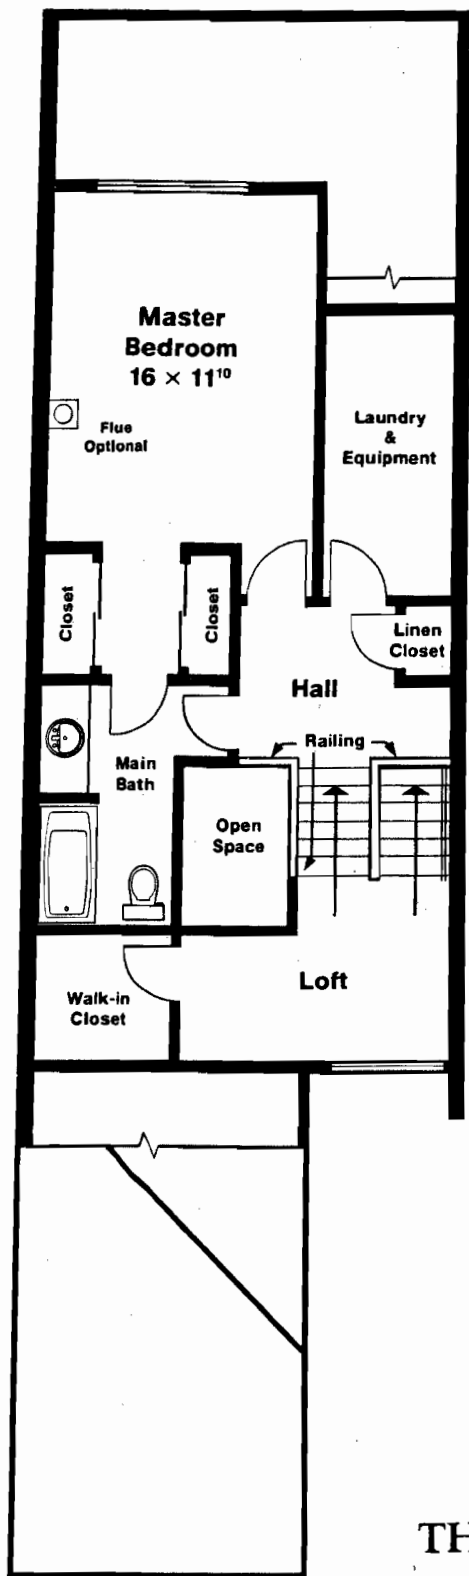 Master
Bedroom
16 × 11¹⁰
Flue
Optional
Laundry
&
Equipment
Closet
Closet
Linen
Closet
Hall
Railing
Main
Bath
Open
Space
Loft
Walk-in
Closet
TH